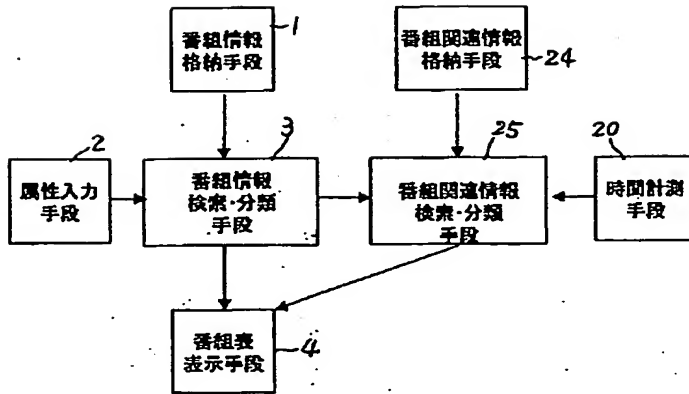 1
番組情報
格納手段
番組関連情報
格納手段
24
2
属性入力
手段
3
番組情報
検索・分類
手段
25
番組関連情報
検索・分類
手段
20
時間計測
手段
番組表
表示手段
4